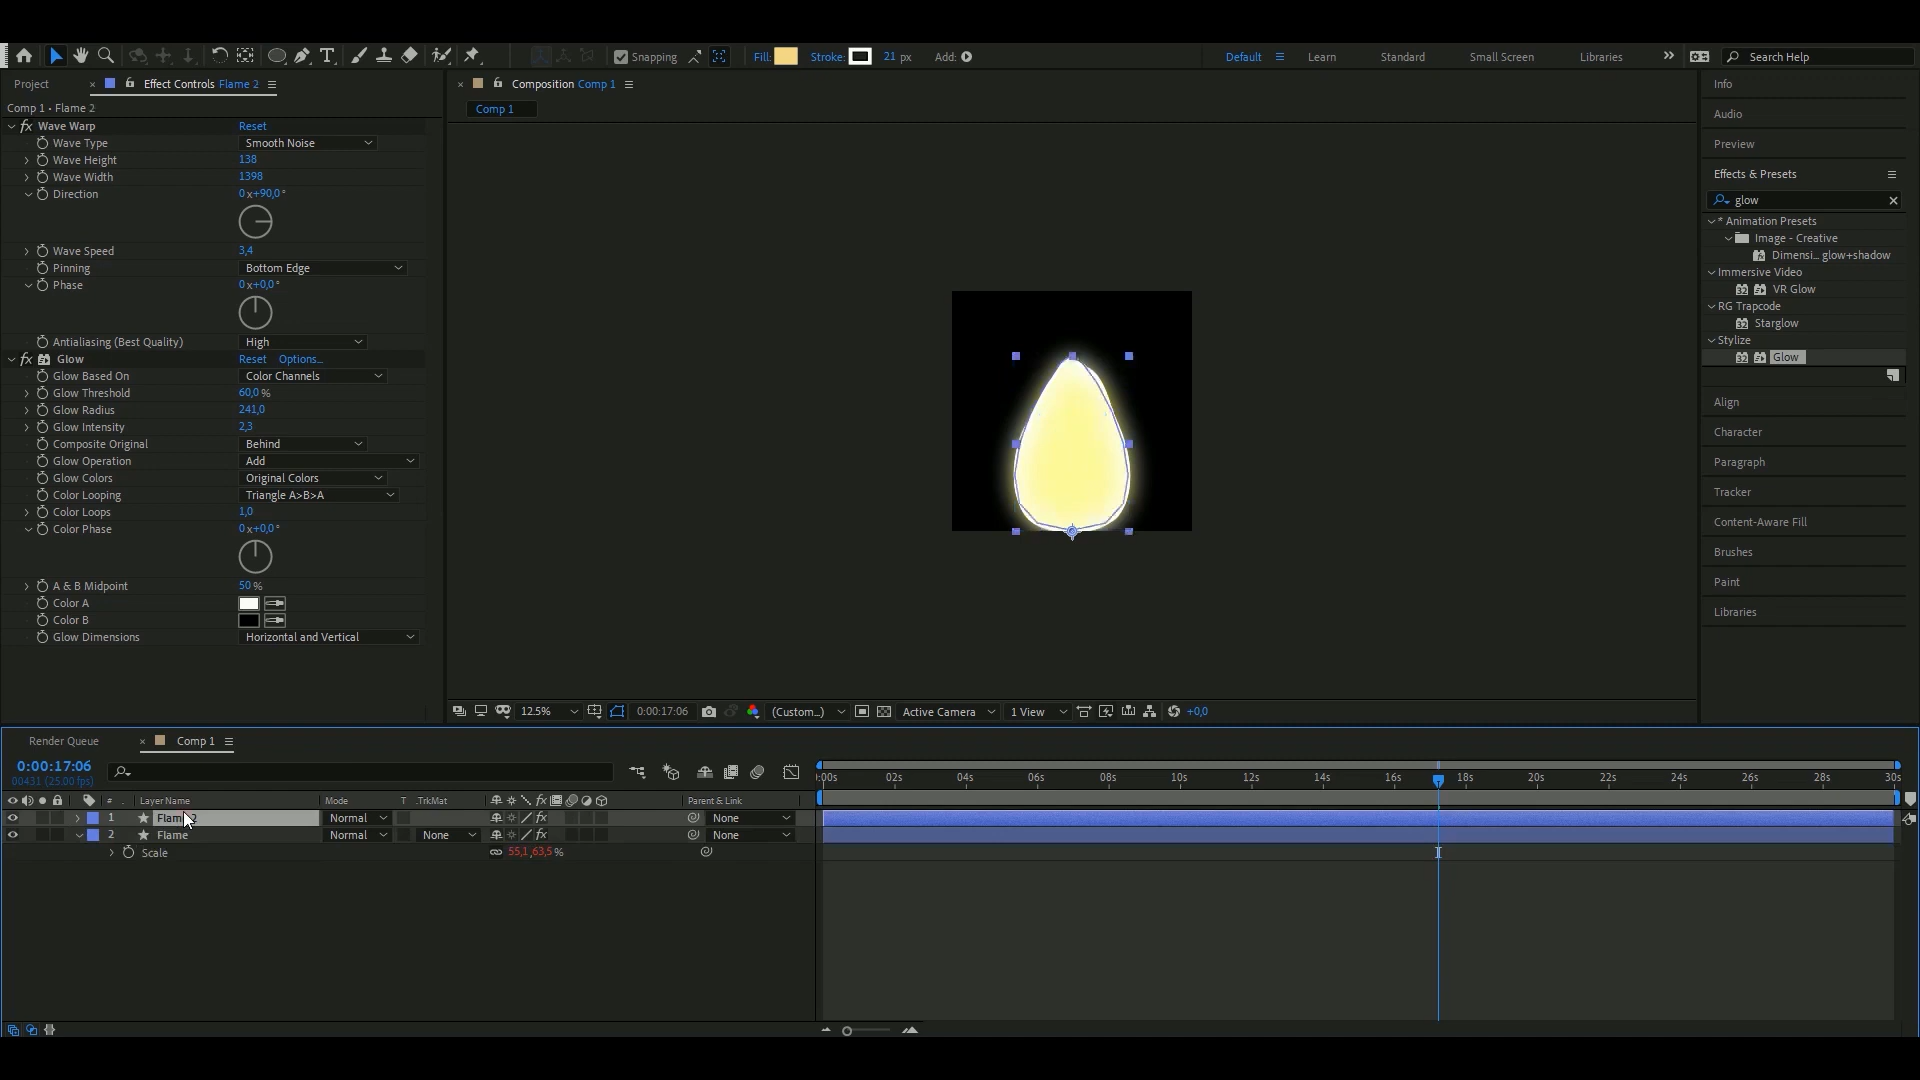 Snapping
Fill:
Stroke:
21 px
Add:
Default
Learn
Standard
Small Screen
Libraries
Search Help
Project
Effect Controls Flame 2
Comp 1 • Flame 2
Wave Warp Reset
Wave Type Smooth Noise
Wave Height 138
Wave Width 1398
Direction 0 x+90,0°
Wave Speed 3,4
Pinning Bottom Edge
Phase 0 x+0,0°
Antialiasing (Best Quality) High
Glow Reset Options...
Glow Based On Color Channels
Glow Threshold 60,0 %
Glow Radius 241,0
Glow Intensity 2,3
Composite Original Behind
Glow Operation Add
Glow Colors Original Colors
Color Looping Triangle A>B>A
Color Loops 1,0
Color Phase 0 x+0,0°
A & B Midpoint 50 %
Color A
Color B
Glow Dimensions Horizontal and Vertical
Composition Comp 1
Comp 1
12.5% 0:00:17:06 (Custom...) Active Camera 1 View +0,0
Info
Audio
Preview
Effects & Presets
glow
* Animation Presets
Image - Creative
Dimensi... glow+shadow
Immersive Video
VR Glow
RG Trapcode
Starglow
Stylize
Glow
Align
Character
Paragraph
Tracker
Content-Aware Fill
Brushes
Paint
Libraries
Render Queue
Comp 1
0:00:17:06
00431 (25.00 fps)
# . Layer Name Mode T .TrkMat Parent & Link
1 Normal None
2 Flame Normal None None
Scale 55,1 ,63,5 %
:00s 02s 04s 06s 08s 10s 12s 14s 16s 18s 20s 22s 24s 26s 28s 30s